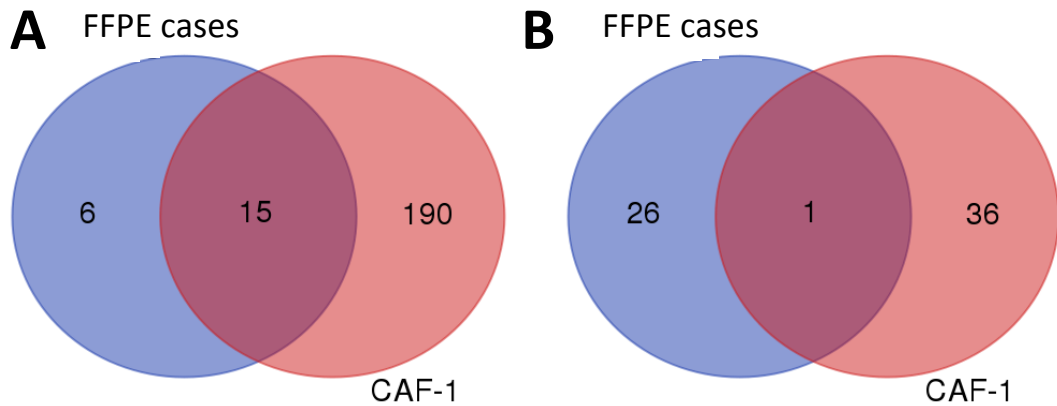 A FFPE cases
6 15 190
CAF-1
B FFPE cases
26 1 36
CAF-1